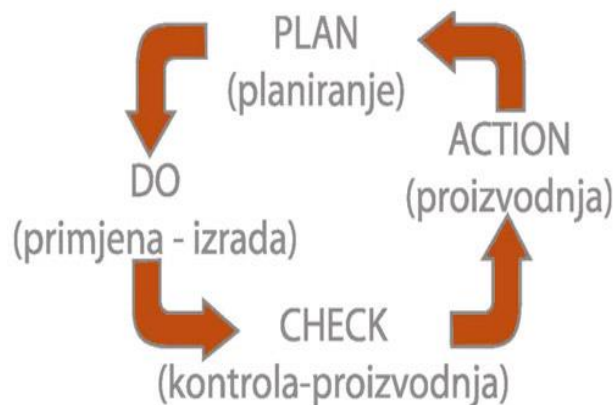 PLAN
(planiranje)
DO
(primjena - izrada)
CHECK
(kontrola-proizvodnja)
ACTION
(proizvodnja)